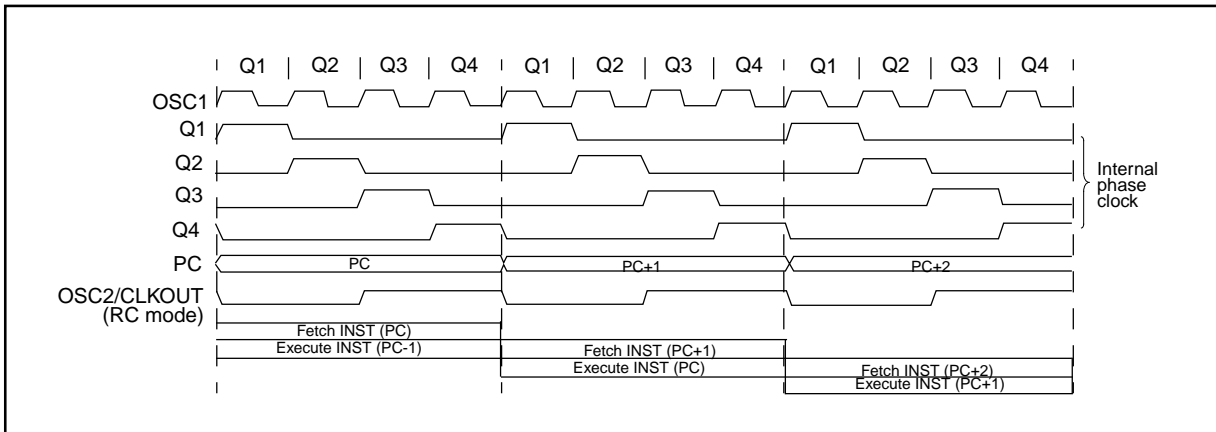 Q1 Q2 Q3 Q4 Q1 Q2 Q3 Q4 Q1 Q2 Q3 Q4
OSC1
Q1
Q2
Q3
Q4
Internal
phase
clock
PC PC PC+1 PC+2
OSC2/CLKOUT
(RC mode)
Fetch INST (PC)
Execute INST (PC-1) Fetch INST (PC+1)
Execute INST (PC) Fetch INST (PC+2)
Execute INST (PC+1)